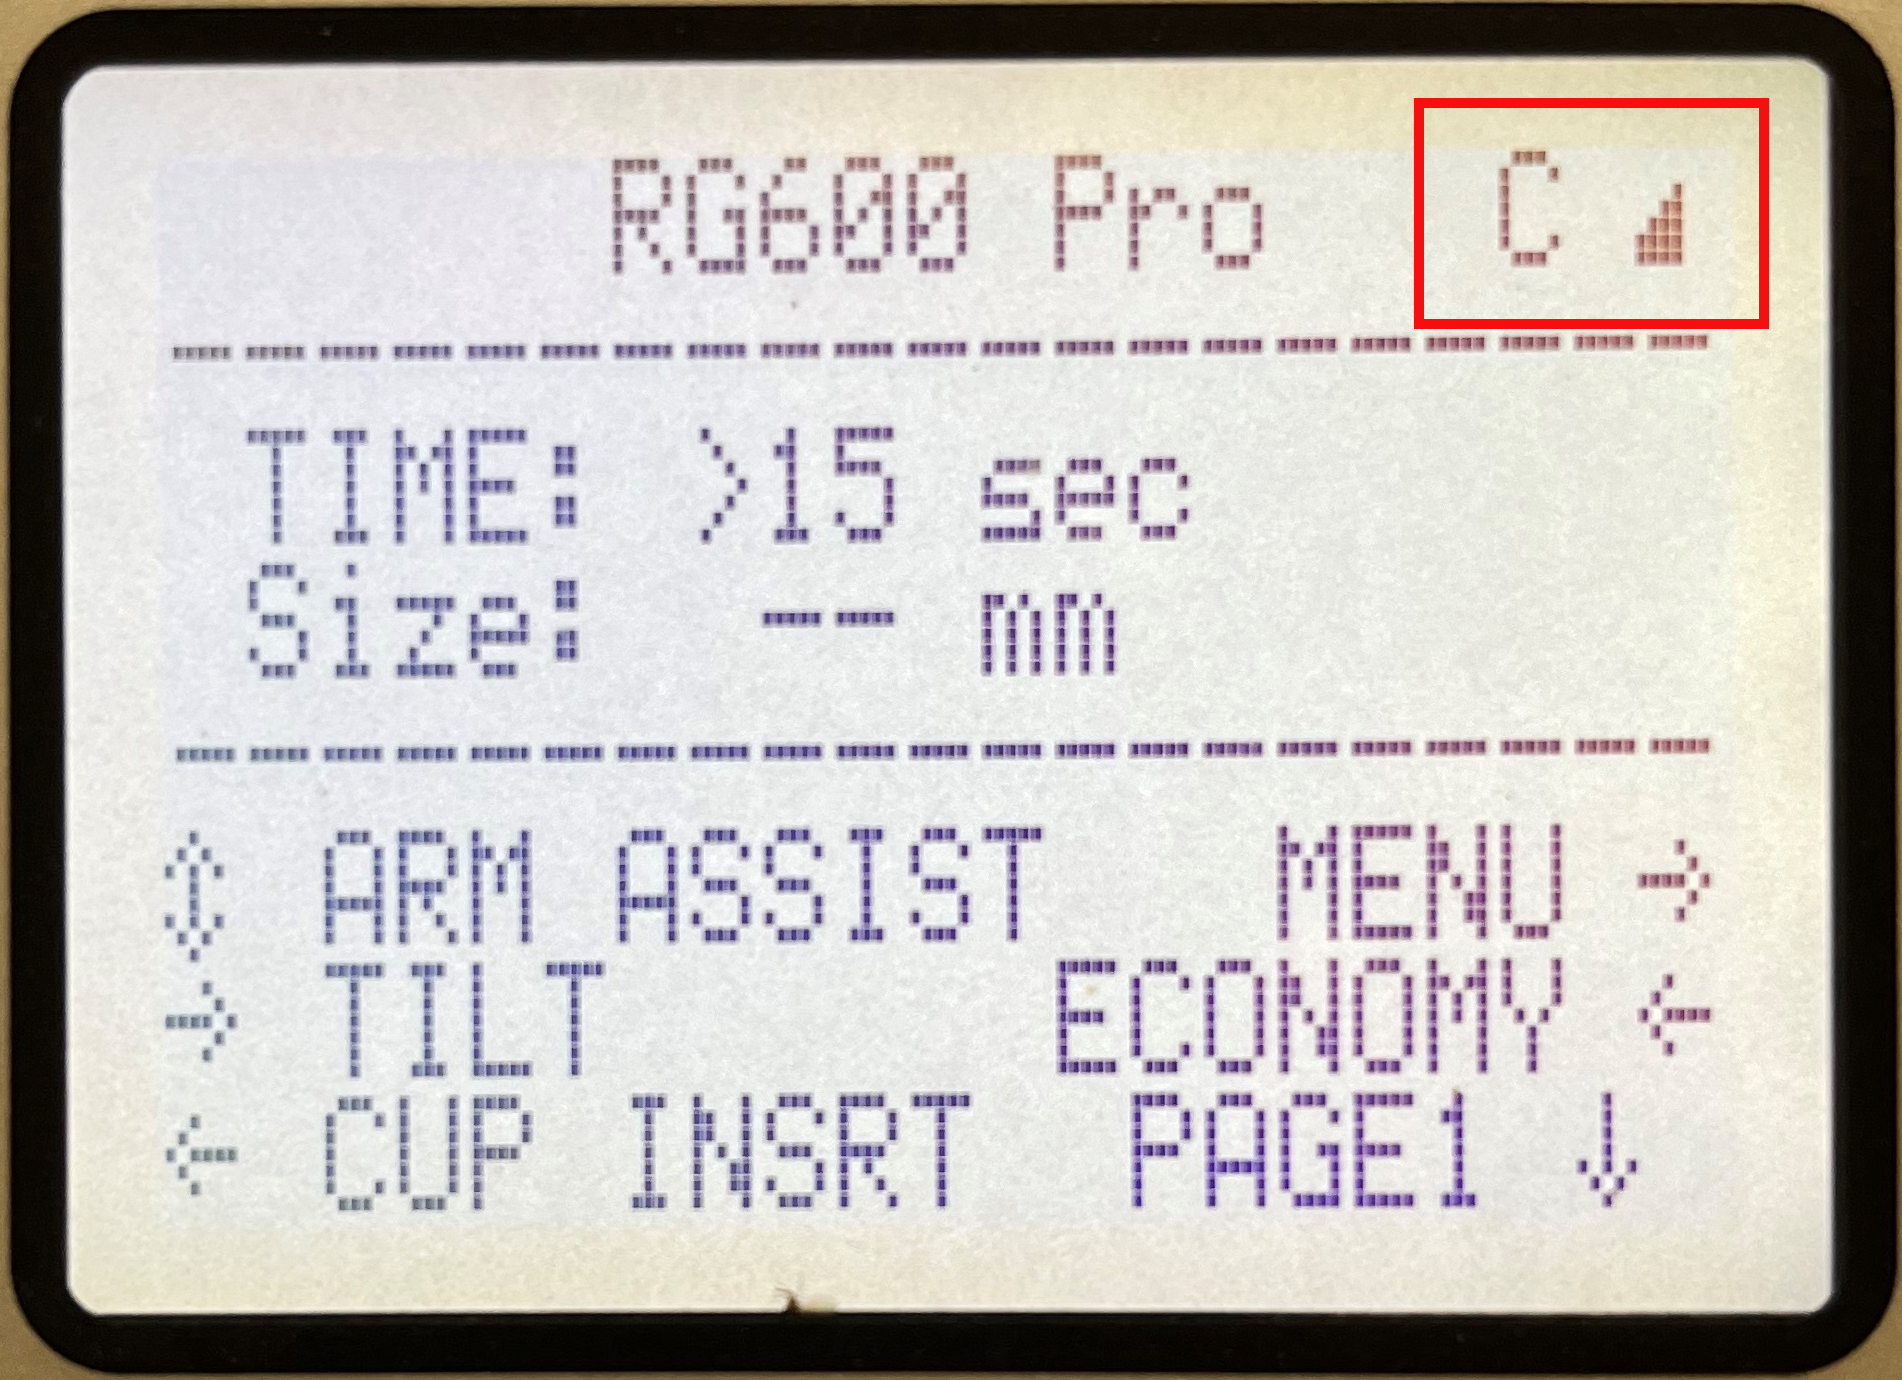 RG600 Pro C
TIME: >15 sec
Size: -- mm
↕ ARM ASSIST MENU →
→ TILT ECONOMY ←
← CUP INSRT PAGE1 ↓